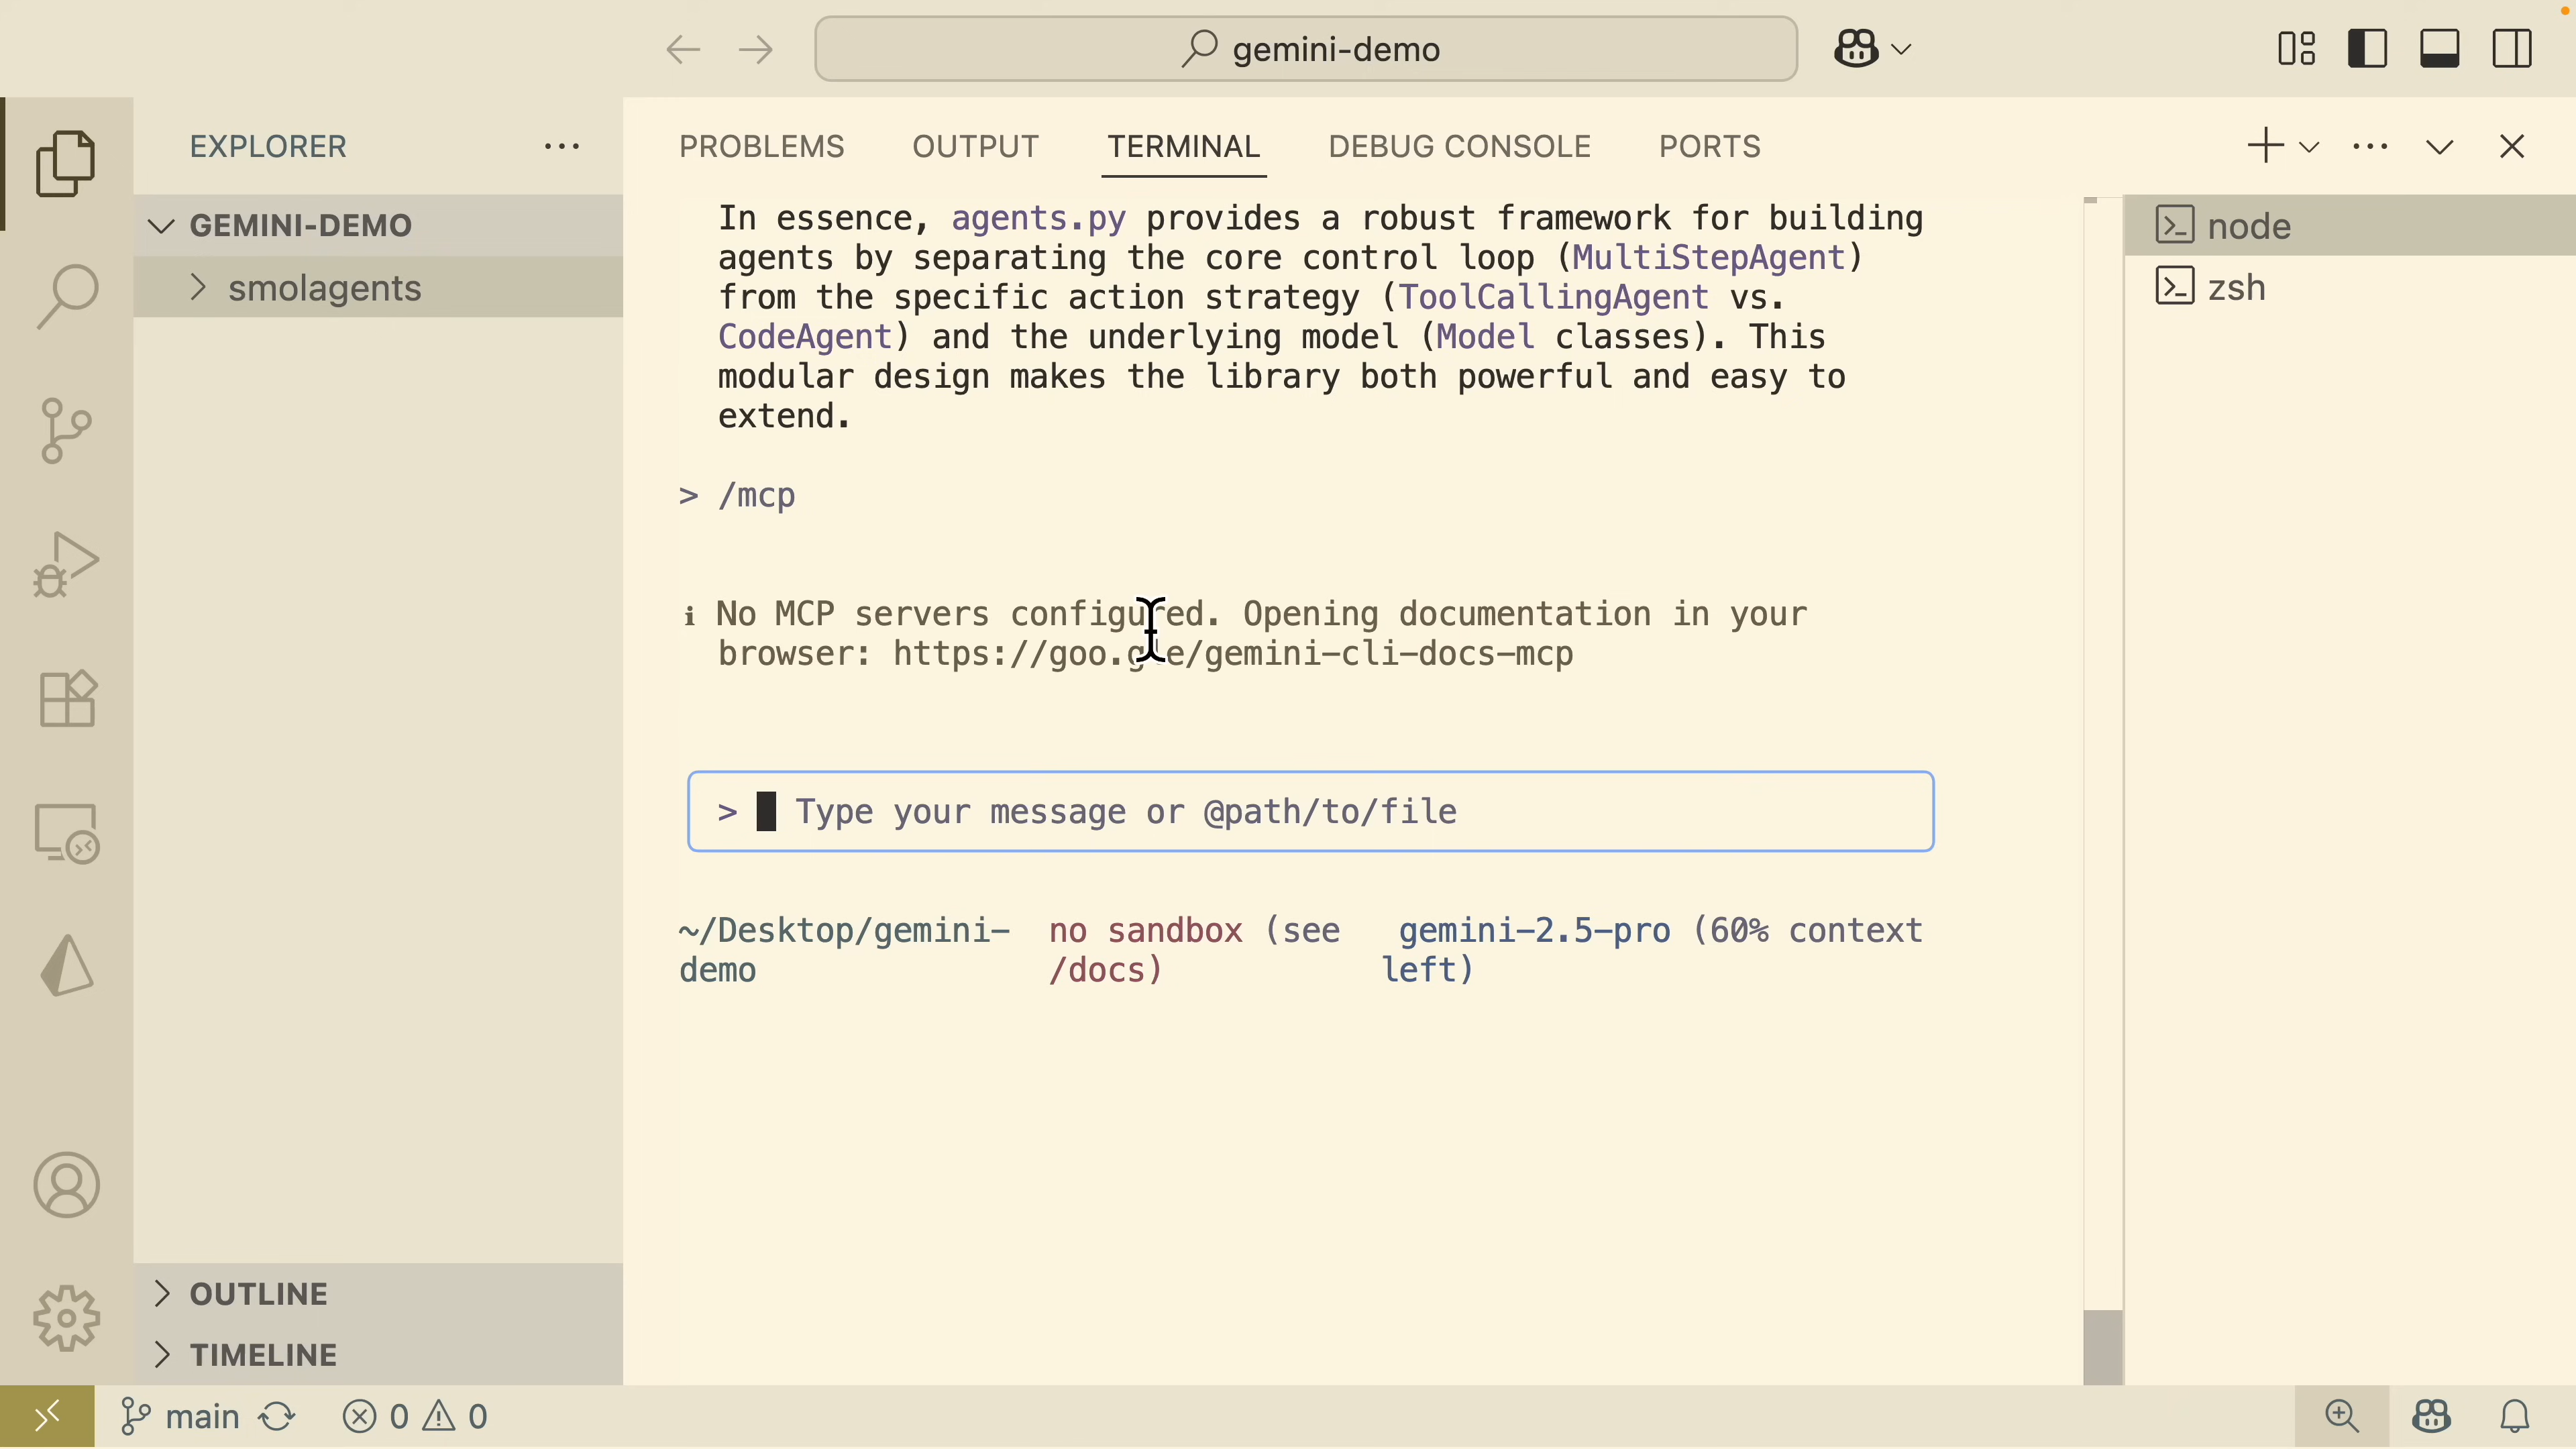 gemini-demo
EXPLORER
GEMINI-DEMO
smolagents
OUTLINE
TIMELINE
PROBLEMS OUTPUT TERMINAL DEBUG CONSOLE PORTS
In essence, agents.py provides a robust framework for building
agents by separating the core control loop (MultiStepAgent)
from the specific action strategy (ToolCallingAgent vs.
CodeAgent) and the underlying model (Model classes). This
modular design makes the library both powerful and easy to
extend.
> /mcp
ℹ No MCP servers configured. Opening documentation in your
browser: https://goo.gle/gemini-cli-docs-mcp
> Type your message or @path/to/file
~/Desktop/gemini- no sandbox (see gemini-2.5-pro (60% context
demo /docs) left)
node
zsh
main 0 0